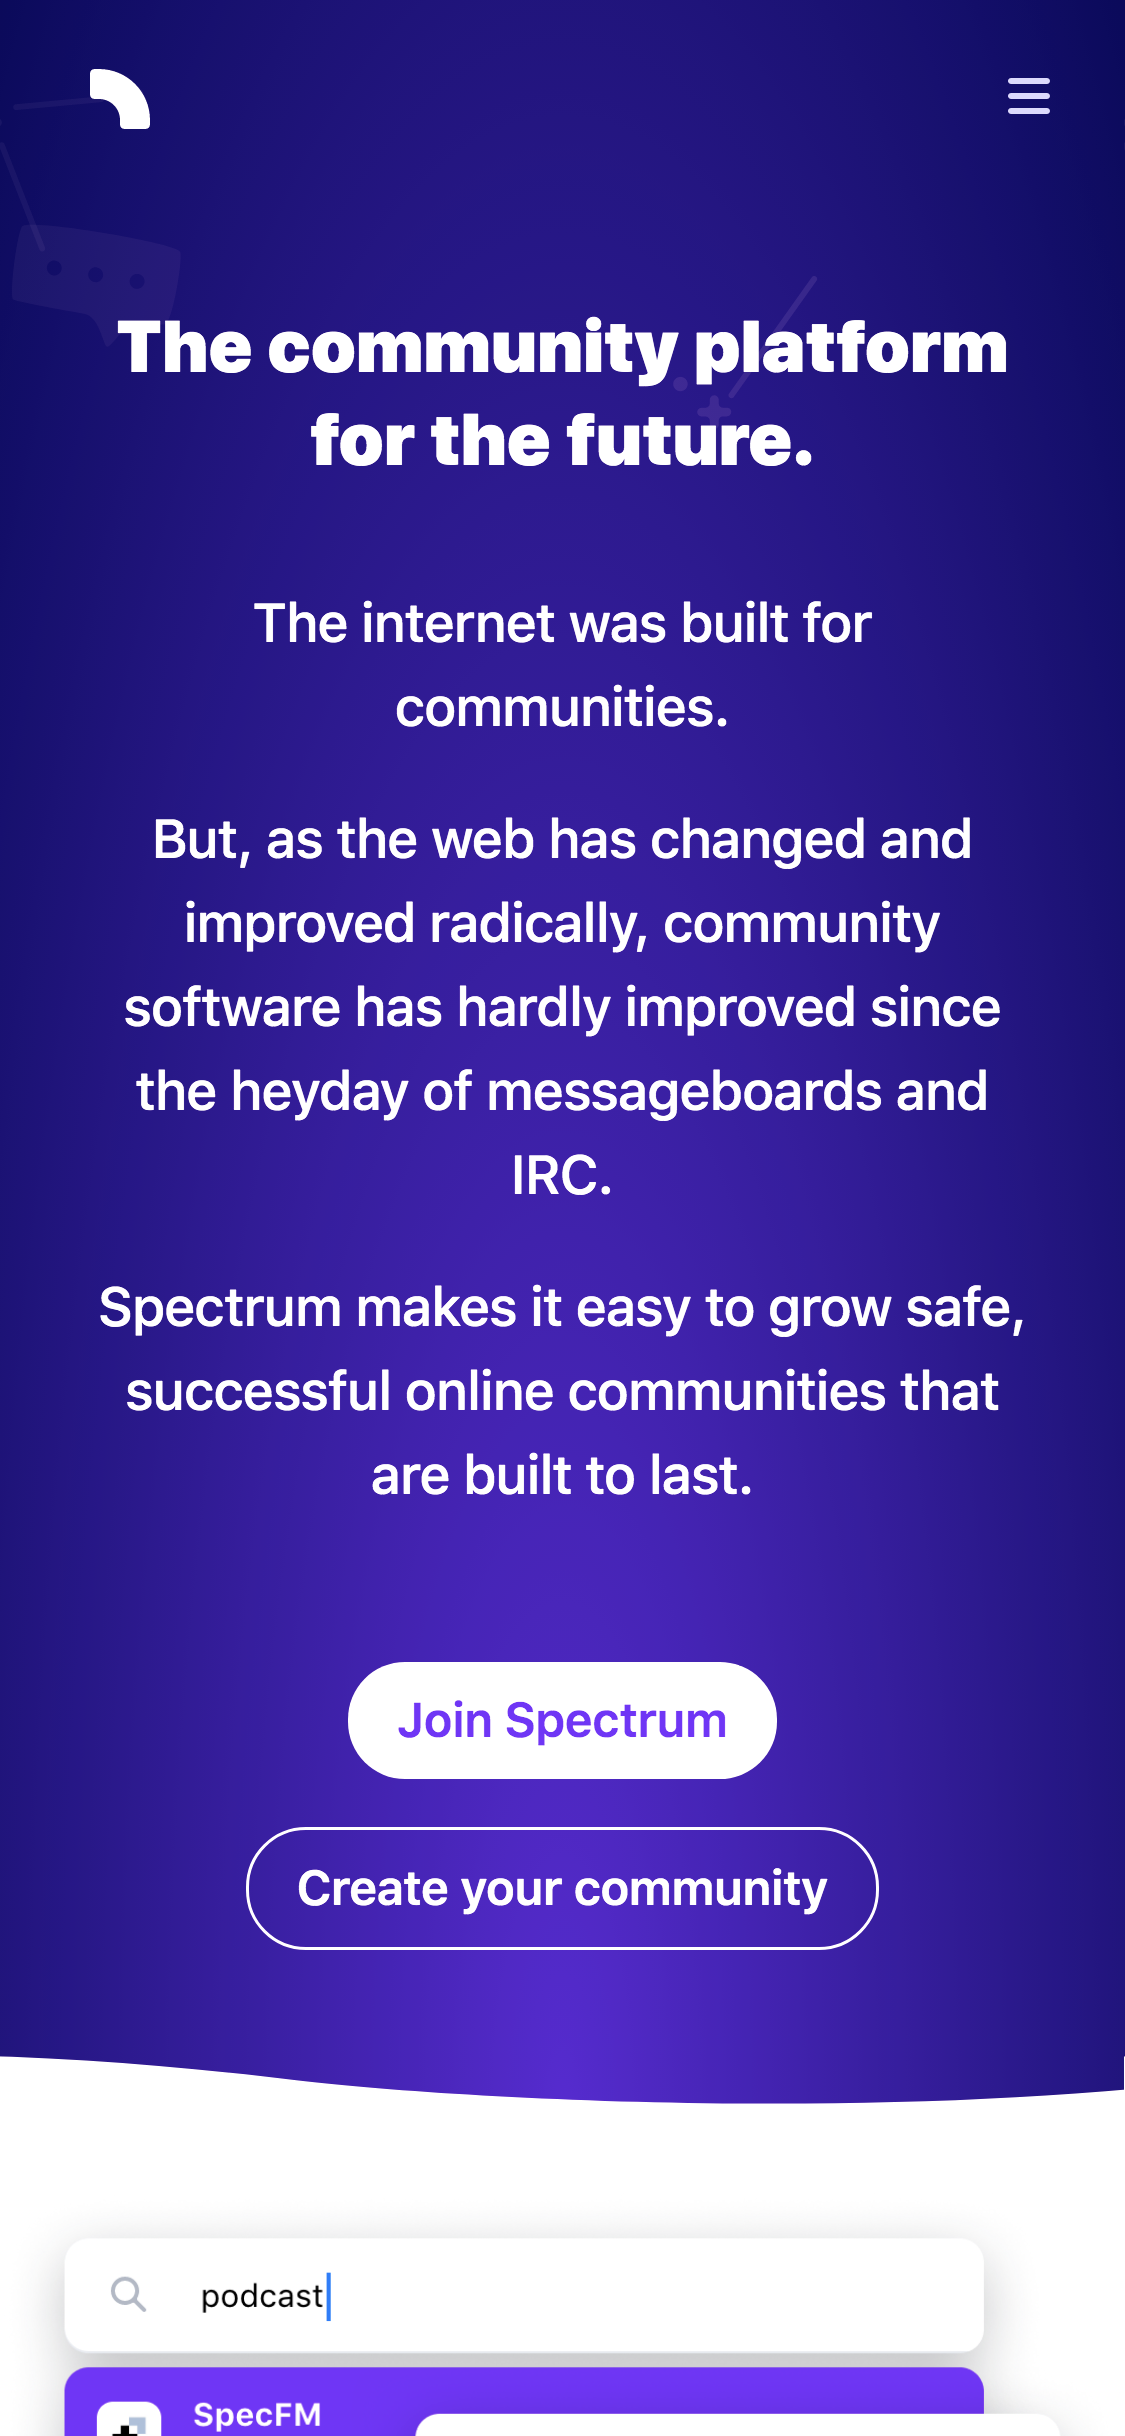 The community platform
for the future.
The internet was built for
communities.
But, as the web has changed and
improved radically, community
software has hardly improved since
the heyday of messageboards and
IRC.
Spectrum makes it easy to grow safe,
successful online communities that
are built to last.
Join Spectrum
Create your community
podcast
SpecFM